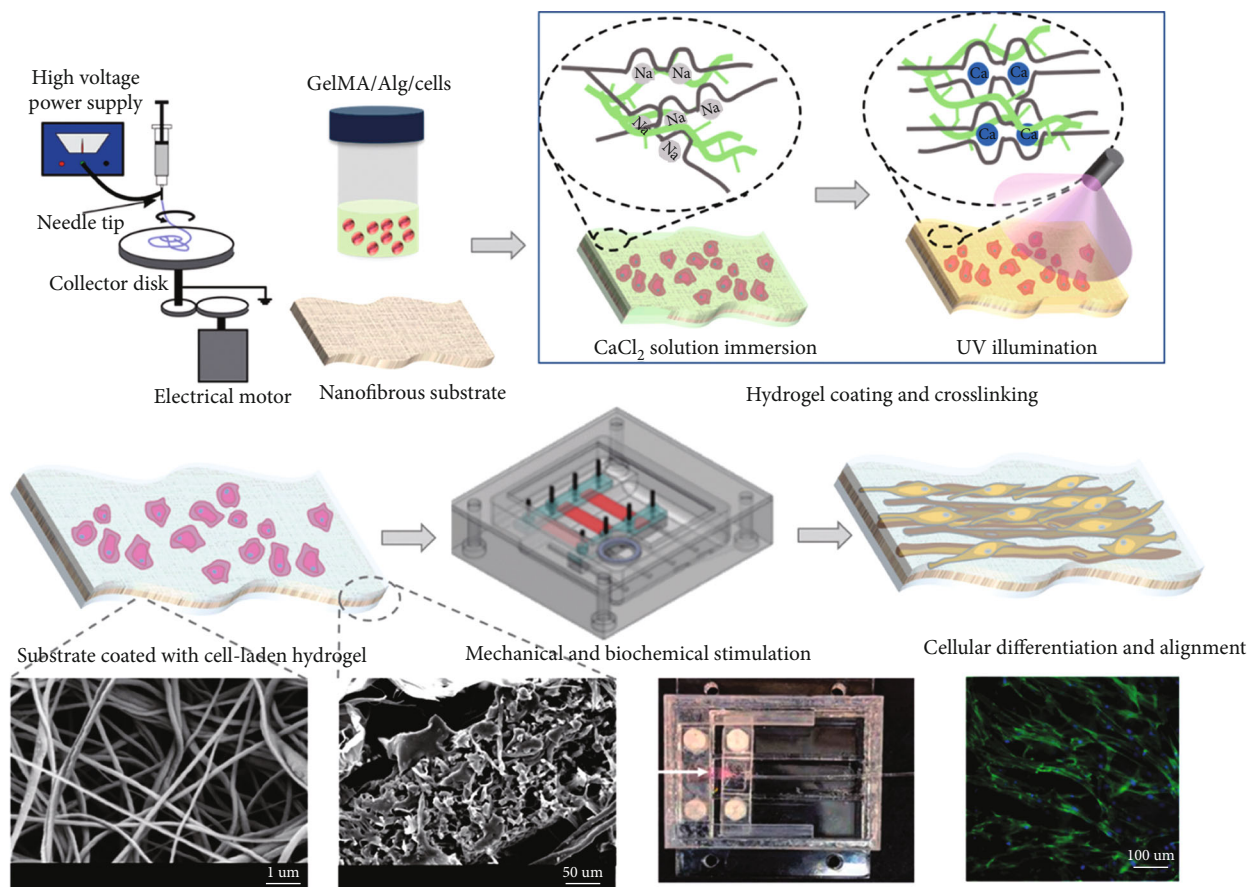 High voltage
power supply
Needle tip
Collector disk
Electrical motor
GelMA/Alg/cells
Nanofibrous substrate
Na
Na
Na
Na
Na
Na
CaCl₂ solution immersion
Ca
Ca
Ca
Ca
UV illumination
Hydrogel coating and crosslinking
Substrate coated with cell-laden hydrogel
Mechanical and biochemical stimulation
Cellular differentiation and alignment
1 um
50 um
100 um